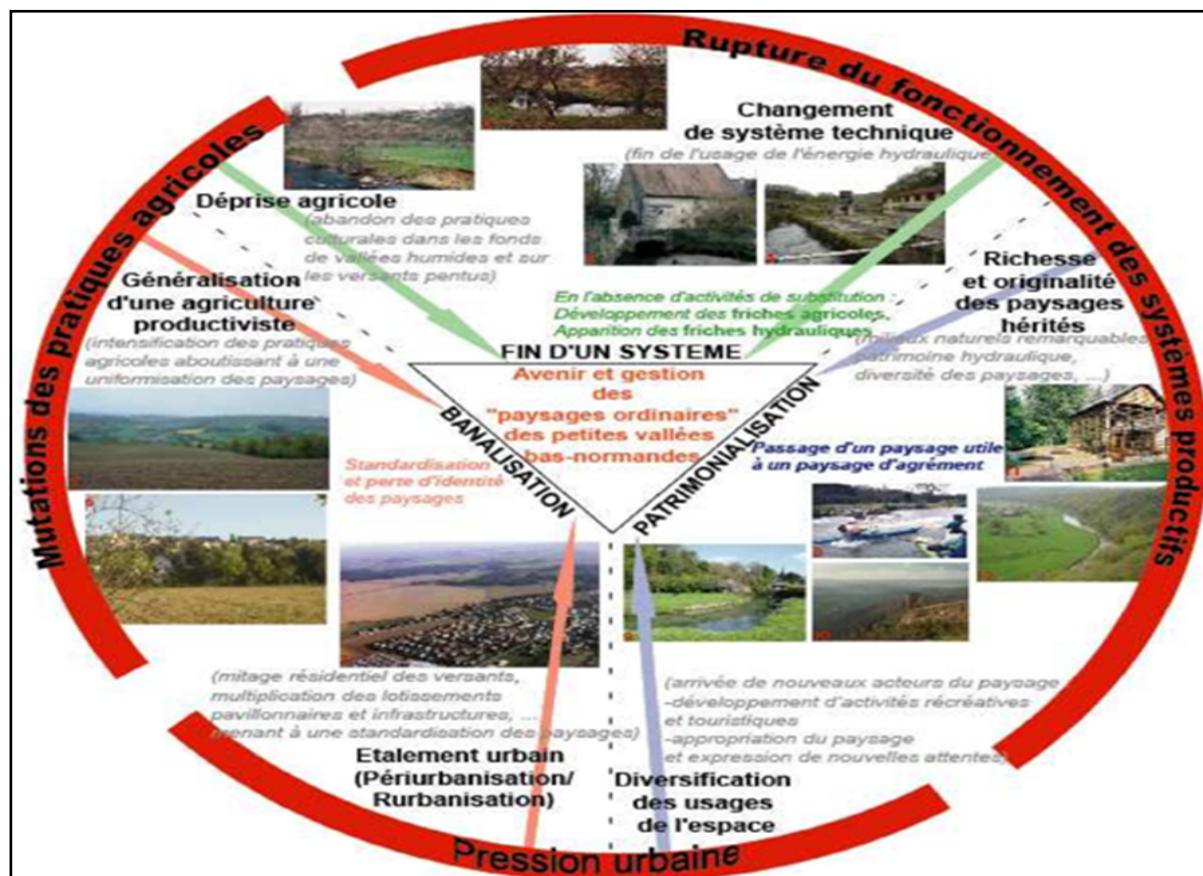 Rupture du fonctionnement des systèmes productifs
Changement
de système technique
(fin de l'usage de l'énergie hydraulique
Mutations des pratiques agricoles
Déprise agricole
(abandon des pratiques
culturales dans les fonds
de vallées humides et sur
les versants pentus)
Richesse
et originalité
des paysages
hérités
(milieux naturels remarquables
patrimoine hydraulique,
diversité des paysages, ...)
Généralisation
d'une agriculture
productiviste
(intensification des pratiques
agricoles aboutissant à une
uniformisation des paysages)
En l'absence d'activités de substitution :
Développement des friches agricoles,
Apparition des friches hydrauliques
FIN D'UN SYSTEME
BANALISATION
PATRIMONIALISATION
Avenir et gestion
des
"paysages ordinaires"
des petites vallées
bas-normandes
Standardisation
et perte d'identité
des paysages
Passage d'un paysage utile
à un paysage d'agrément
(mitage résidentiel des versants,
multiplication des lotissements
pavillonnaires et infrastructures, ...
menant à une standardisation des paysages)
Etalement urbain
(Périurbanisation/
Rurbanisation)
(arrivée de nouveaux acteurs du paysage :
-développement d'activités récréatives
et touristiques
-appropriation du paysage
et expression de nouvelles attentes)
Diversification
des usages
de l'espace
Pression urbaine